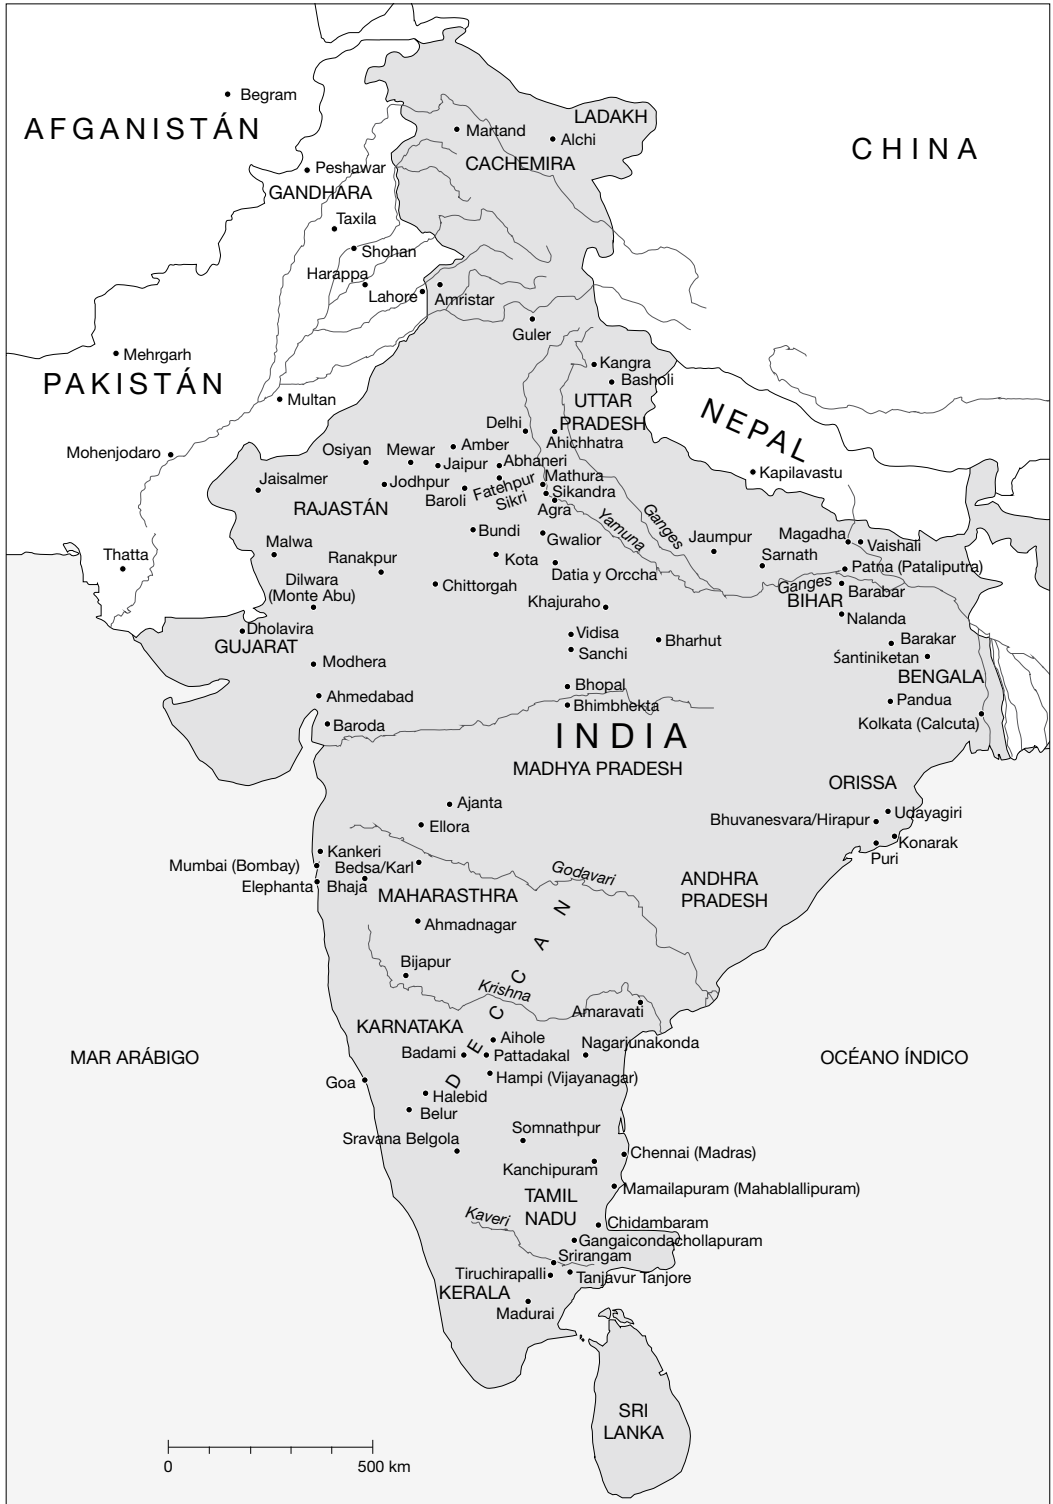 Begram
AFGANISTÁN
LADAKH
Martand
Alchi
CHINA
CACHEMIRA
Peshawar
GANDHARA
Taxila
Shohan
Harappa
Lahore
Amristar
Guler
Mehrgarh
Kangra
PAKISTÁN
Basholi
Multan
UTTAR
PRADESH
NEPAL
Delhi
Ahichhatra
Mohenjodaro
Osiyan
Mewar
Amber
Jaipur
Abhaneri
Kapilavastu
Jaisalmer
Jodhpur
Baroli
Fatehpur
Sikri
Mathura
Sikandra
Agra
RAJASTÁN
Yamuna
Ganges
Malwa
Bundi
Gwalior
Jaumpur
Magadha
Vaishali
Thatta
Ranakpur
Kota
Sarnath
Patna (Pataliputra)
Dilwara
(Monte Abu)
Chittorgah
Datia y Orccha
Ganges
Barabar
BIHAR
Khajuraho
Nalanda
Dholavira
GUJARAT
Vidisa
Bharhut
Barakar
Sanchi
Śantiniketan
Modhera
BENGALA
Bhopal
Ahmedabad
Pandua
Bhimbhekta
Baroda
Kolkata (Calcuta)
INDIA
MADHYA PRADESH
ORISSA
Ajanta
Udayagiri
Ellora
Bhuvanesvara/Hirapur
Konarak
Kankeri
Puri
Mumbai (Bombay)
Bedsa/Karl
Godavari
Elephanta
Bhaja
MAHARASTHRA
ANDHRA
PRADESH
Ahmadnagar
DECCAN
Bijapur
Krishna
Amaravati
KARNATAKA
Aihole
Nagarjunakonda
MAR ARÁBIGO
Badami
Pattadakal
OCÉANO ÍNDICO
Goa
Hampi (Vijayanagar)
Halebid
Belur
Somnathpur
Sravana Belgola
Chennai (Madras)
Kanchipuram
Mamailapuram (Mahablallipuram)
TAMIL
NADU
Kaveri
Chidambaram
Gangaicondachollapuram
Srirangam
Tiruchirapalli
Tanjavur Tanjore
KERALA
Madurai
SRI
LANKA
0 500 km